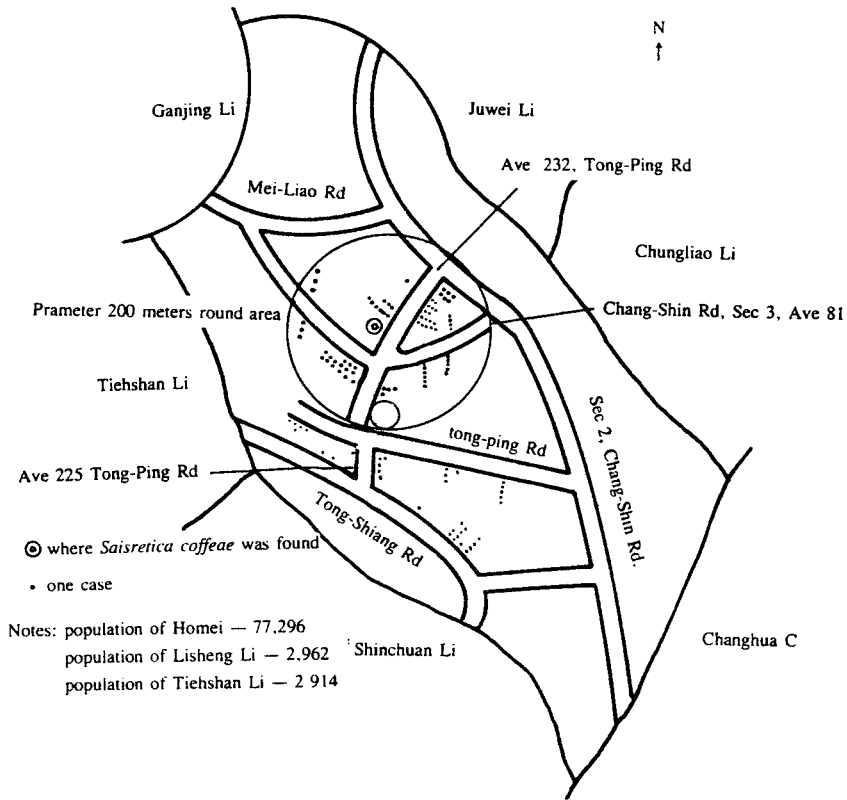 N
Ganjing Li
Juwei Li
Ave 232, Tong-Ping Rd
Mei-Liao Rd
Chungliao Li
Prameter 200 meters round area
Chang-Shin Rd, Sec 3, Ave 81
Tiehshan Li
Sec 2, Chang-Shin Rd.
tong-ping Rd
Ave 225 Tong-Ping Rd
Tong-Shiang Rd
where Saisretica coffeae was found
• one case
Notes: population of Homei — 77,296
population of Lisheng Li — 2,962
Shinchuan Li
population of Tiehshan Li — 2 914
Changhua C